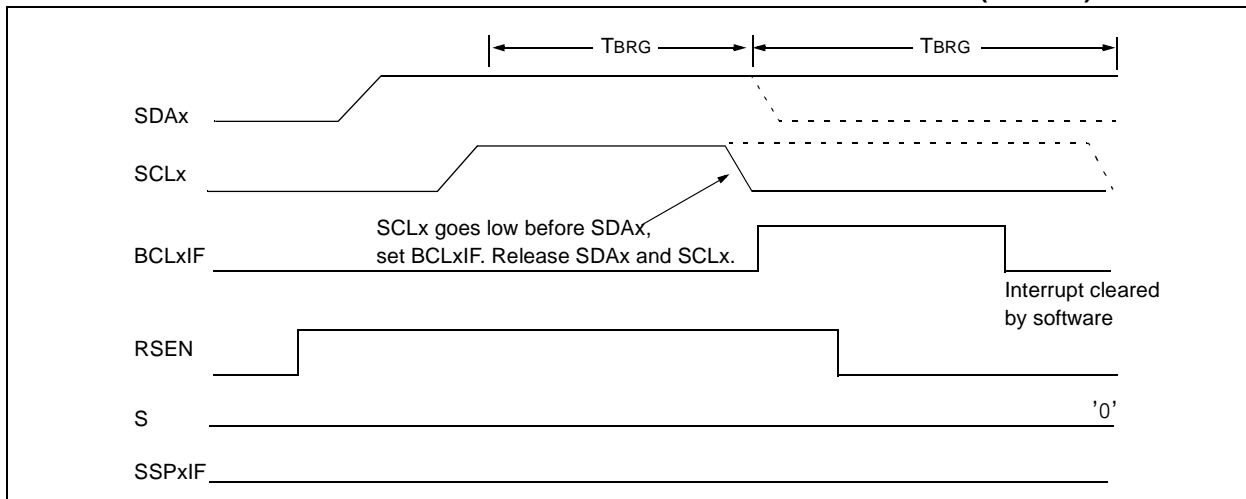 TBRG TBRG
SDAx
SCLx
SCLx goes low before SDAx,
set BCLxIF. Release SDAx and SCLx.
BCLxIF
Interrupt cleared
by software
RSEN
S
'0'
SSPxIF